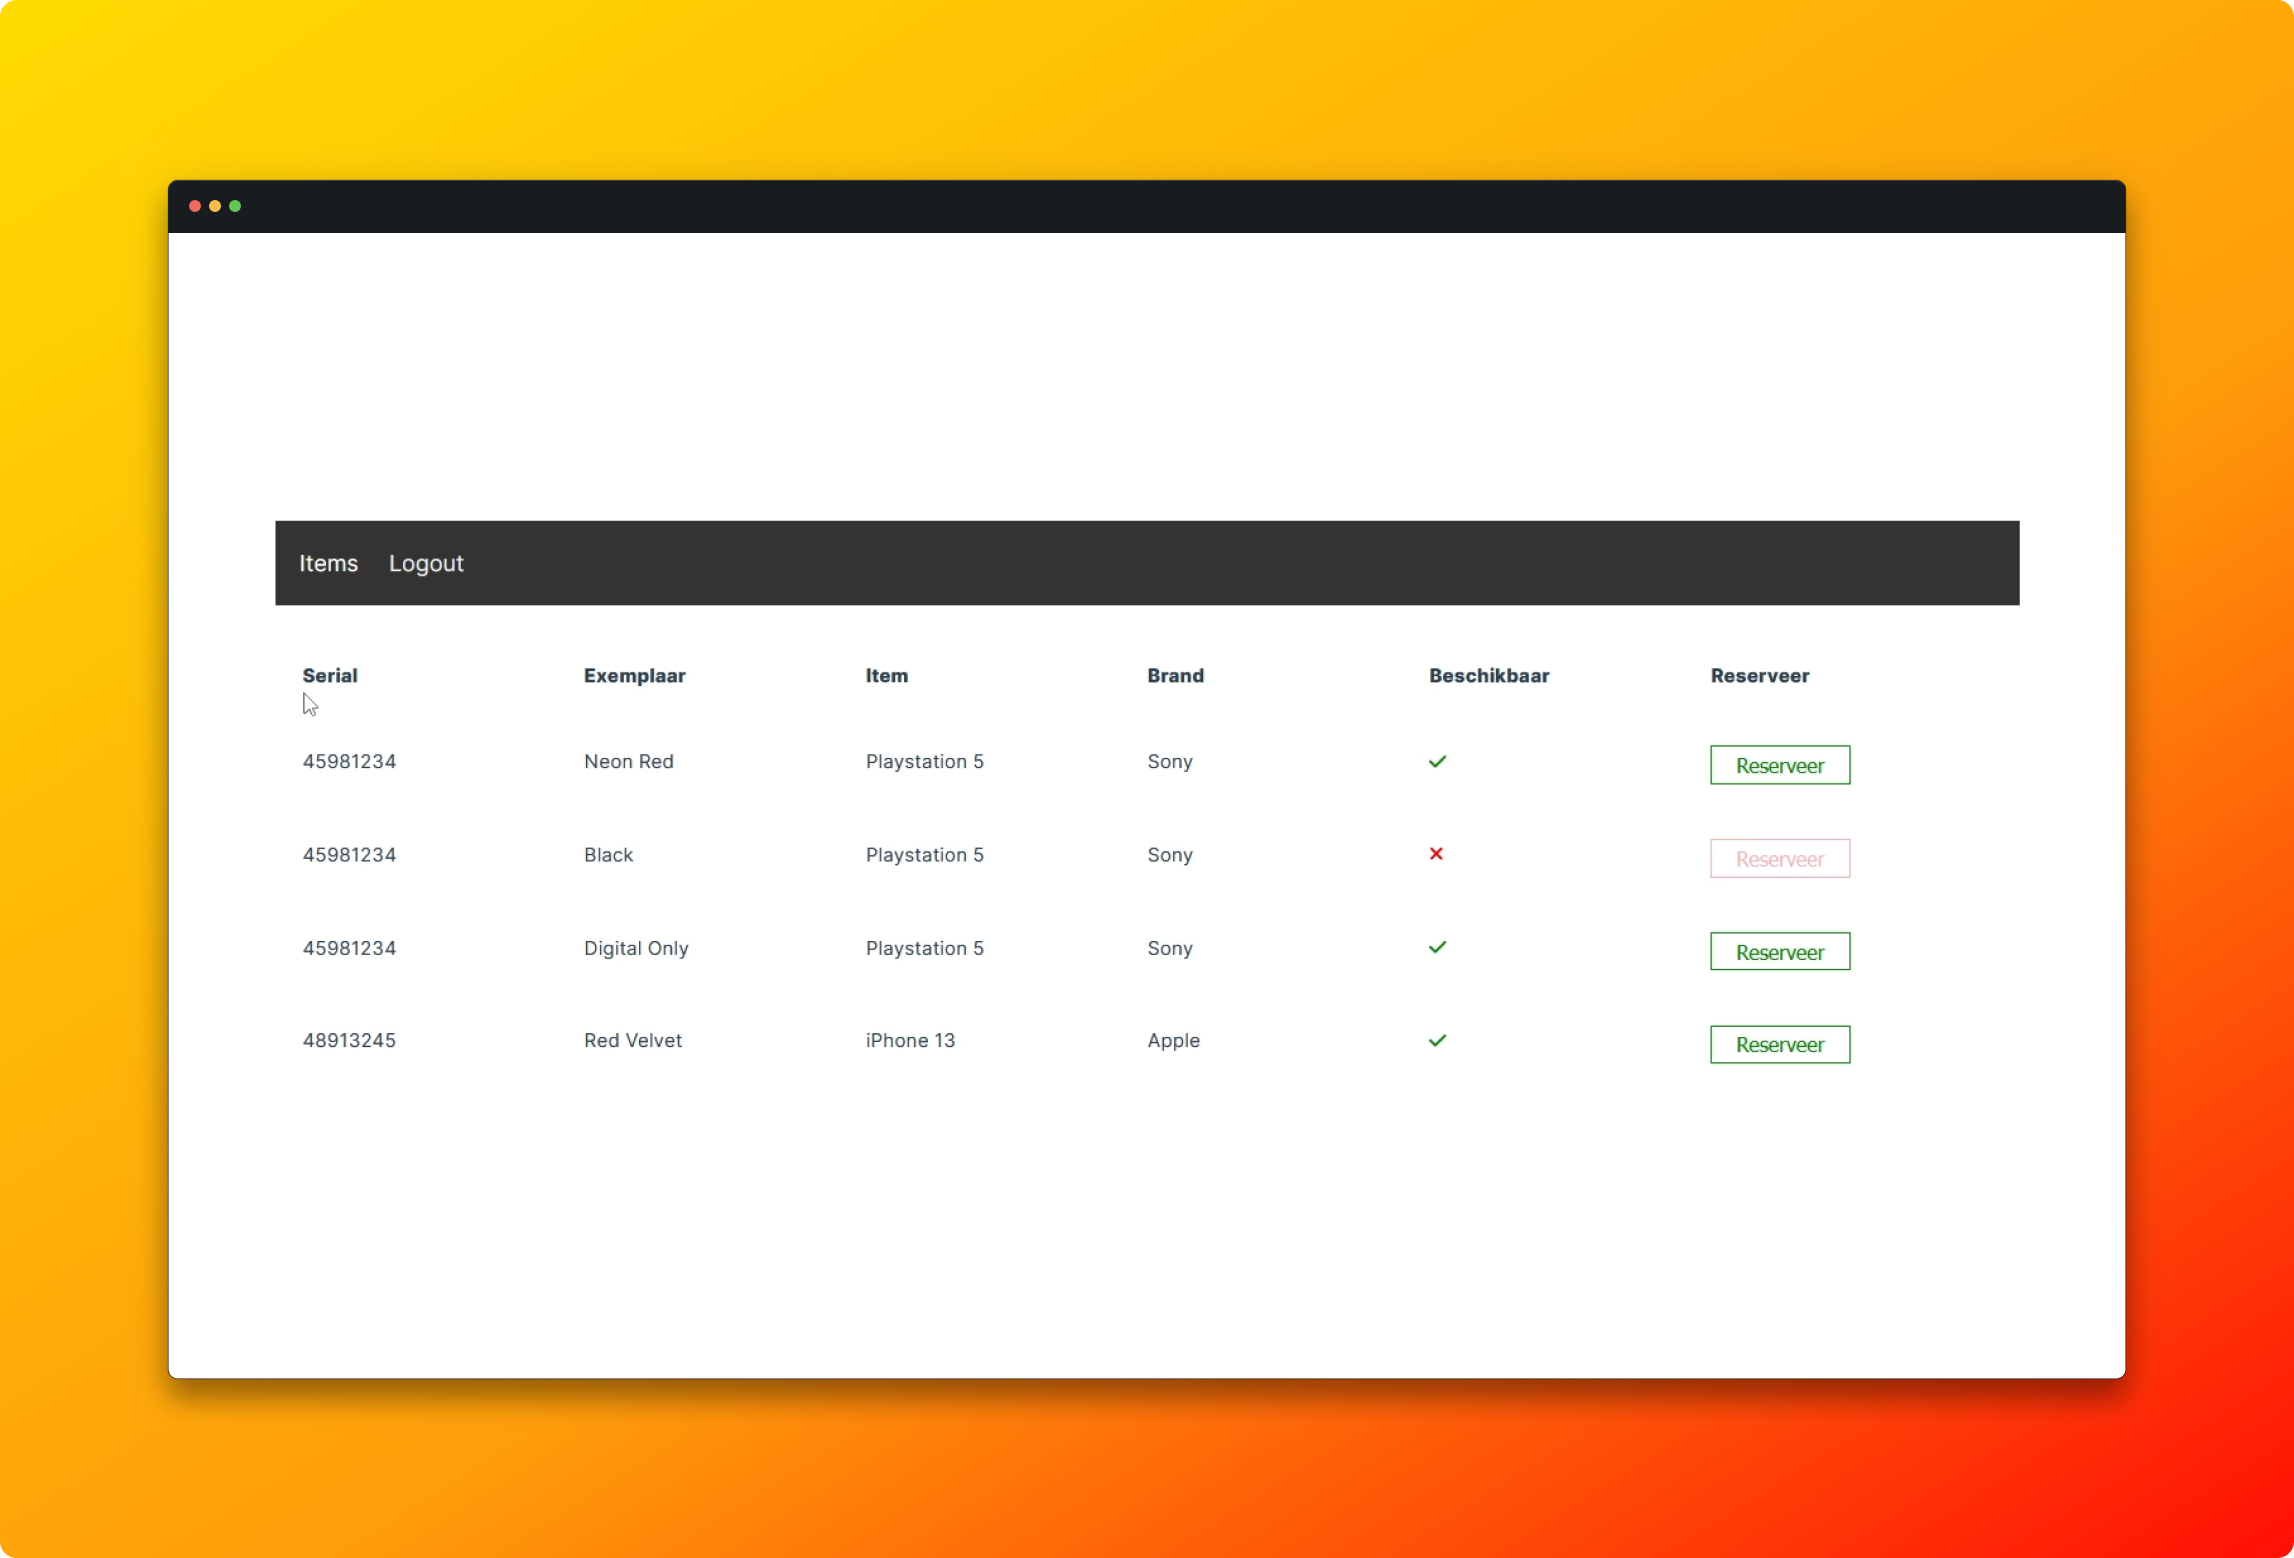 Items Logout
Serial Exemplaar Item Brand Beschikbaar Reserveer
45981234 Neon Red Playstation 5 Sony Reserveer
45981234 Black Playstation 5 Sony Reserveer
45981234 Digital Only Playstation 5 Sony Reserveer
48913245 Red Velvet iPhone 13 Apple Reserveer